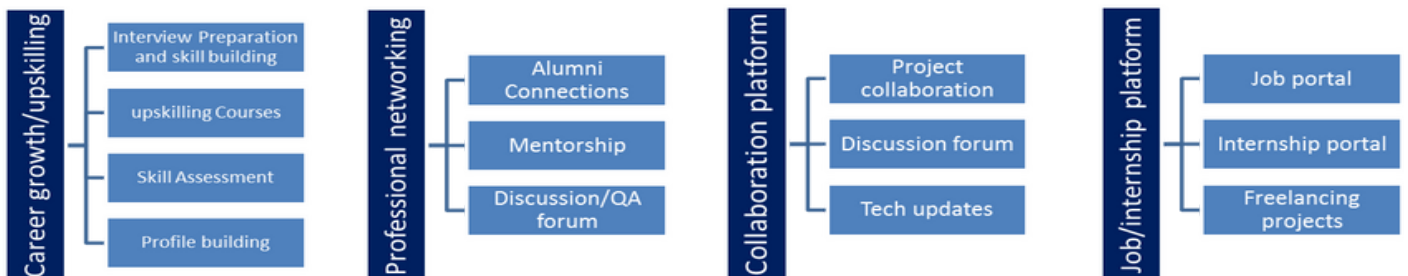 Career growth/upskilling
Interview Preparation
and skill building
upskilling Courses
Skill Assessment
Profile building
Professional networking
Alumni
Connections
Mentorship
Discussion/QA
forum
Collaboration platform
Project
collaboration
Discussion forum
Tech updates
Job/internship platform
Job portal
Internship portal
Freelancing
projects